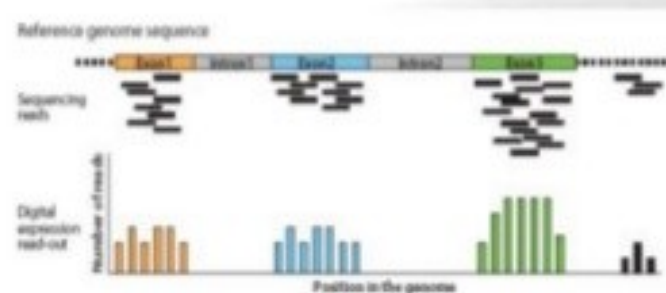 Reference genome sequence
Exon1 Intron1 Exon2 Intron2 Exon3
Sequencing
reads
Number of reads
Digital
expression
read-out
Position in the genome